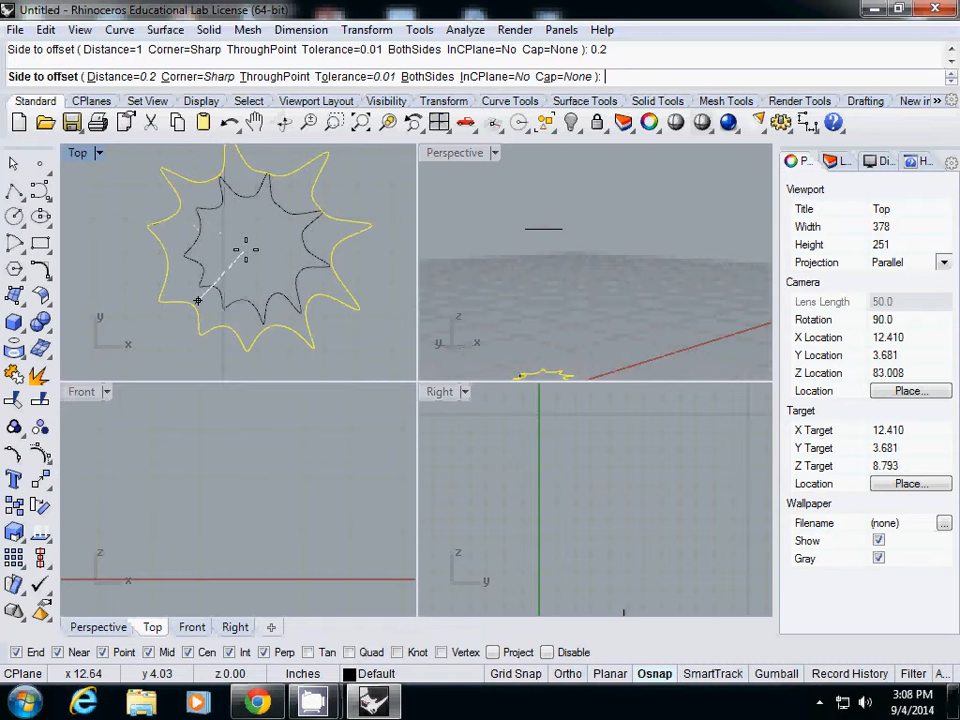 Untitled - Rhinoceros Educational Lab License (64-bit)
File Edit View Curve Surface Solid Mesh Dimension Transform Tools Analyze Render Panels Help
Side to offset ( Distance=1 Corner=Sharp ThroughPoint Tolerance=0.01 BothSides InCPlane=No Cap=None ): 0.2
Side to offset ( Distance=0.2 Corner=Sharp ThroughPoint Tolerance=0.01 BothSides InCPlane=No Cap=None ):
Standard CPlanes Set View Display Select Viewport Layout Visibility Transform Curve Tools Surface Tools Solid Tools Mesh Tools Render Tools Drafting New in »
Top
Perspective
P... L... Di... H...
Viewport
Title Top
Width 378
Height 251
Projection Parallel
Camera
Lens Length 50.0
Rotation 90.0
X Location 12.410
Y Location 3.681
Z Location 83.008
Location Place...
Target
X Target 12.410
Y Target 3.681
Z Target 8.793
Location Place...
Wallpaper
Filename (none) ...
Show
Gray
y x
z y x
Front
Right
z x
z y
Perspective Top Front Right
End Near Point Mid Cen Int Perp Tan Quad Knot Vertex Project Disable
CPlane x 12.64 y 4.03 z 0.00 Inches Default Grid Snap Ortho Planar Osnap SmartTrack Gumball Record History Filter A...
3:08 PM
9/4/2014